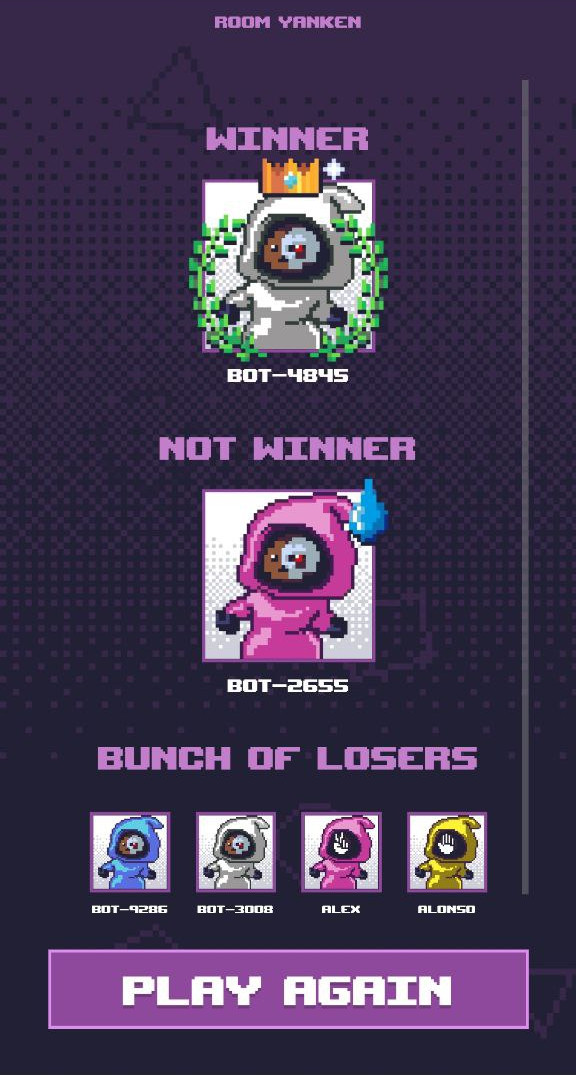 ROOM YANKEN
WINNER
BOT-4845
NOT WINNER
BOT-2655
BUNCH OF LOSERS
BOT-9286 BOT-3008 ALEX ALONSO
PLAY AGAIN